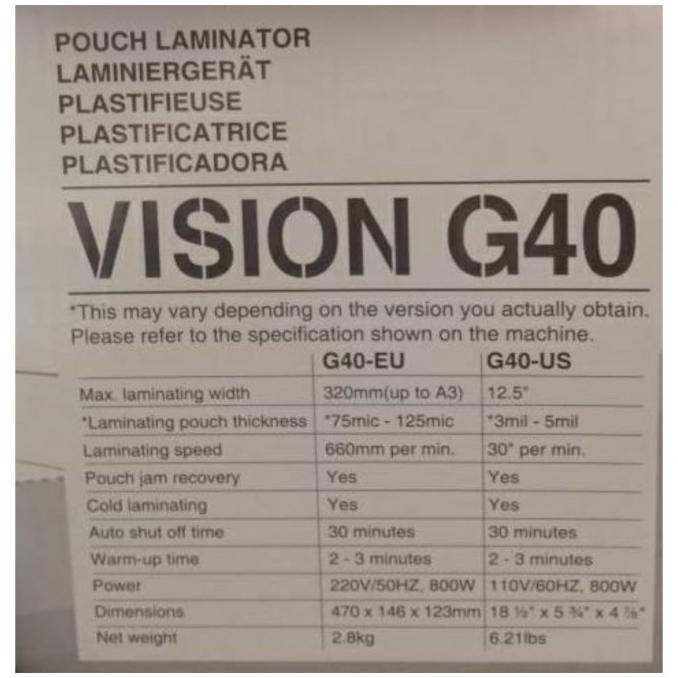 POUCH LAMINATOR
LAMINIERGERÄT
PLASTIFIEUSE
PLASTIFICATRICE
PLASTIFICADORA
VISION G40
*This may vary depending on the version you actually obtain.
Please refer to the specification shown on the machine.
G40-EU G40-US
Max. laminating width 320mm(up to A3) 12.5"
*Laminating pouch thickness *75mic - 125mic *3mil - 5mil
Laminating speed 660mm per min. 30" per min.
Pouch jam recovery Yes Yes
Cold laminating Yes Yes
Auto shut off time 30 minutes 30 minutes
Warm-up time 2 - 3 minutes 2 - 3 minutes
Power 220V/50HZ, 800W 110V/60HZ, 800W
Dimensions 470 x 146 x 123mm 18 ½" x 5 ¾" x 4 ⅞"
Net weight 2.8kg 6.21lbs